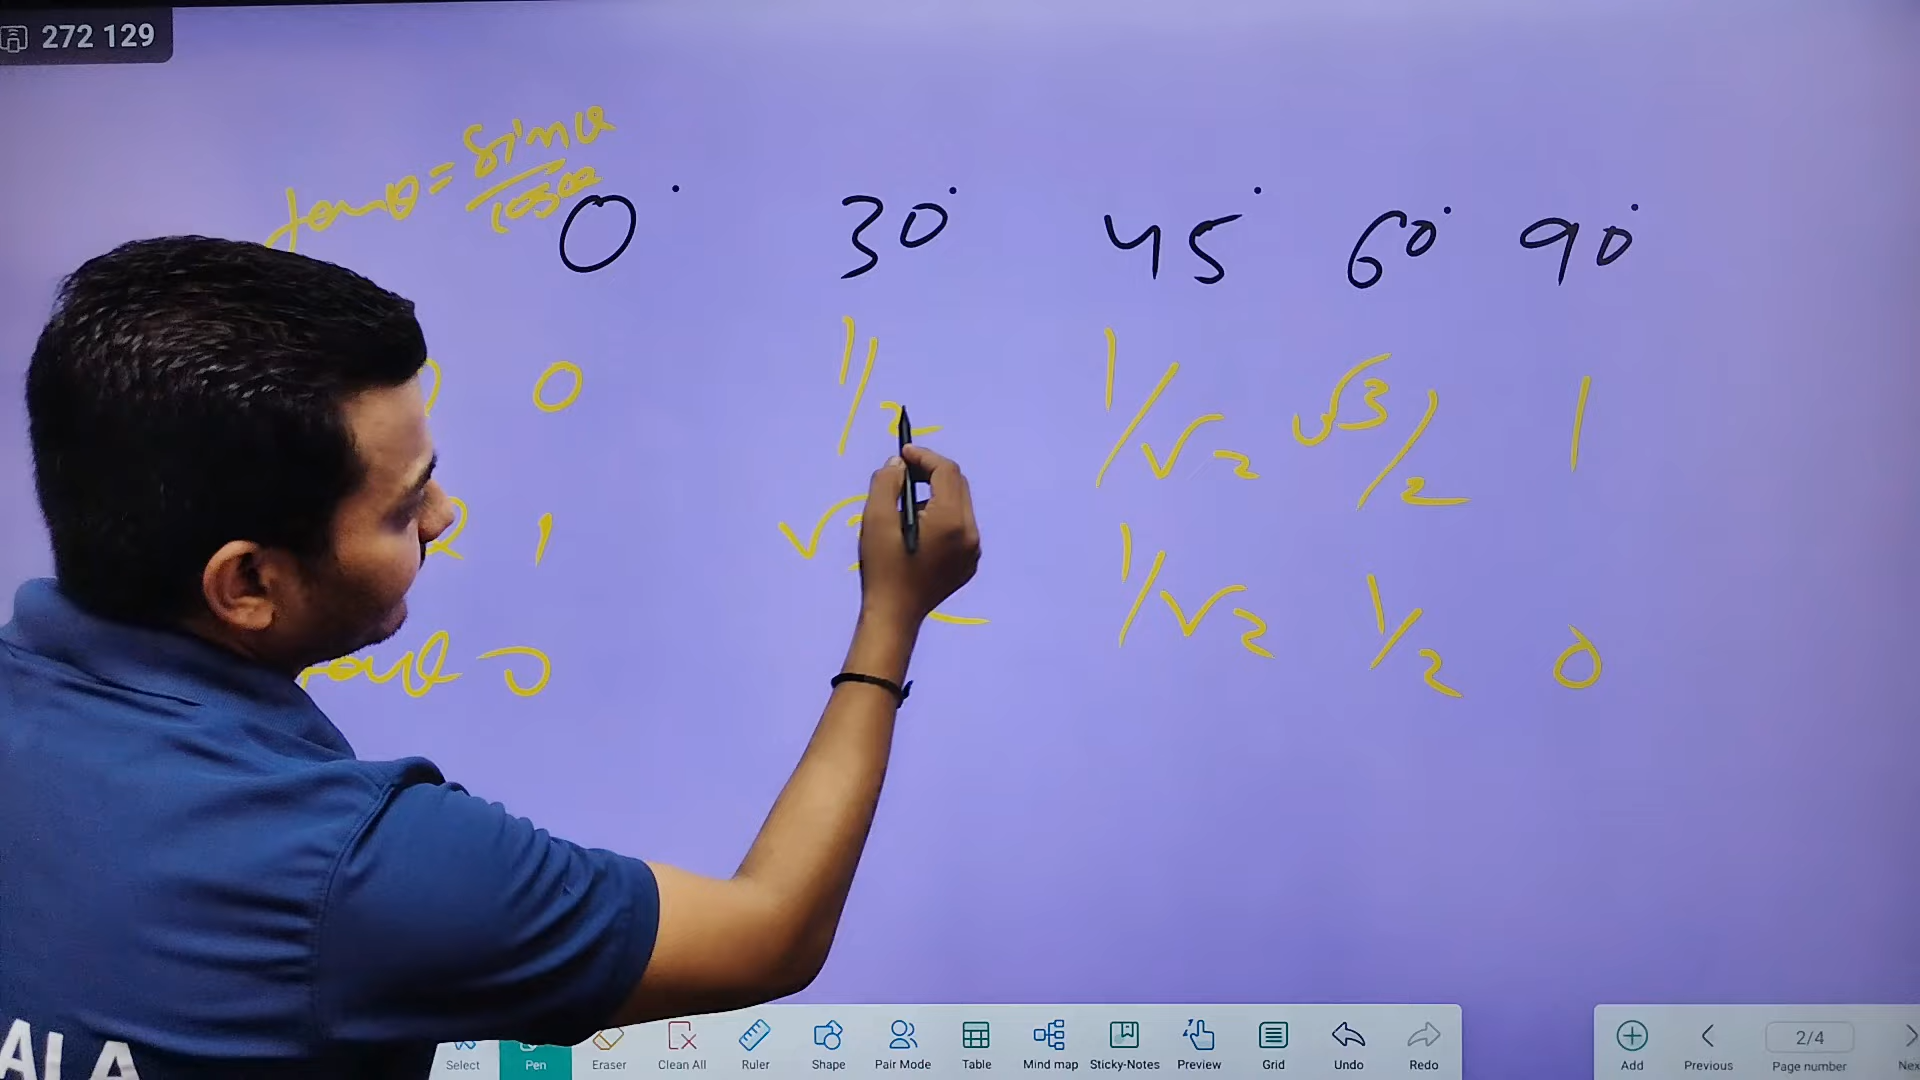 272 129
tanθ = sinθ/cosθ
0° 30° 45° 60° 90°
0 1/2 1/√2 √3/2 1
1 √ 1/√2 1/2 0
tanθ 0
ALA
Select Pen Eraser Clean All Ruler Shape Pair Mode Table Mind map Sticky-Notes Preview Grid Undo Redo Add Previous 2/4 Page number